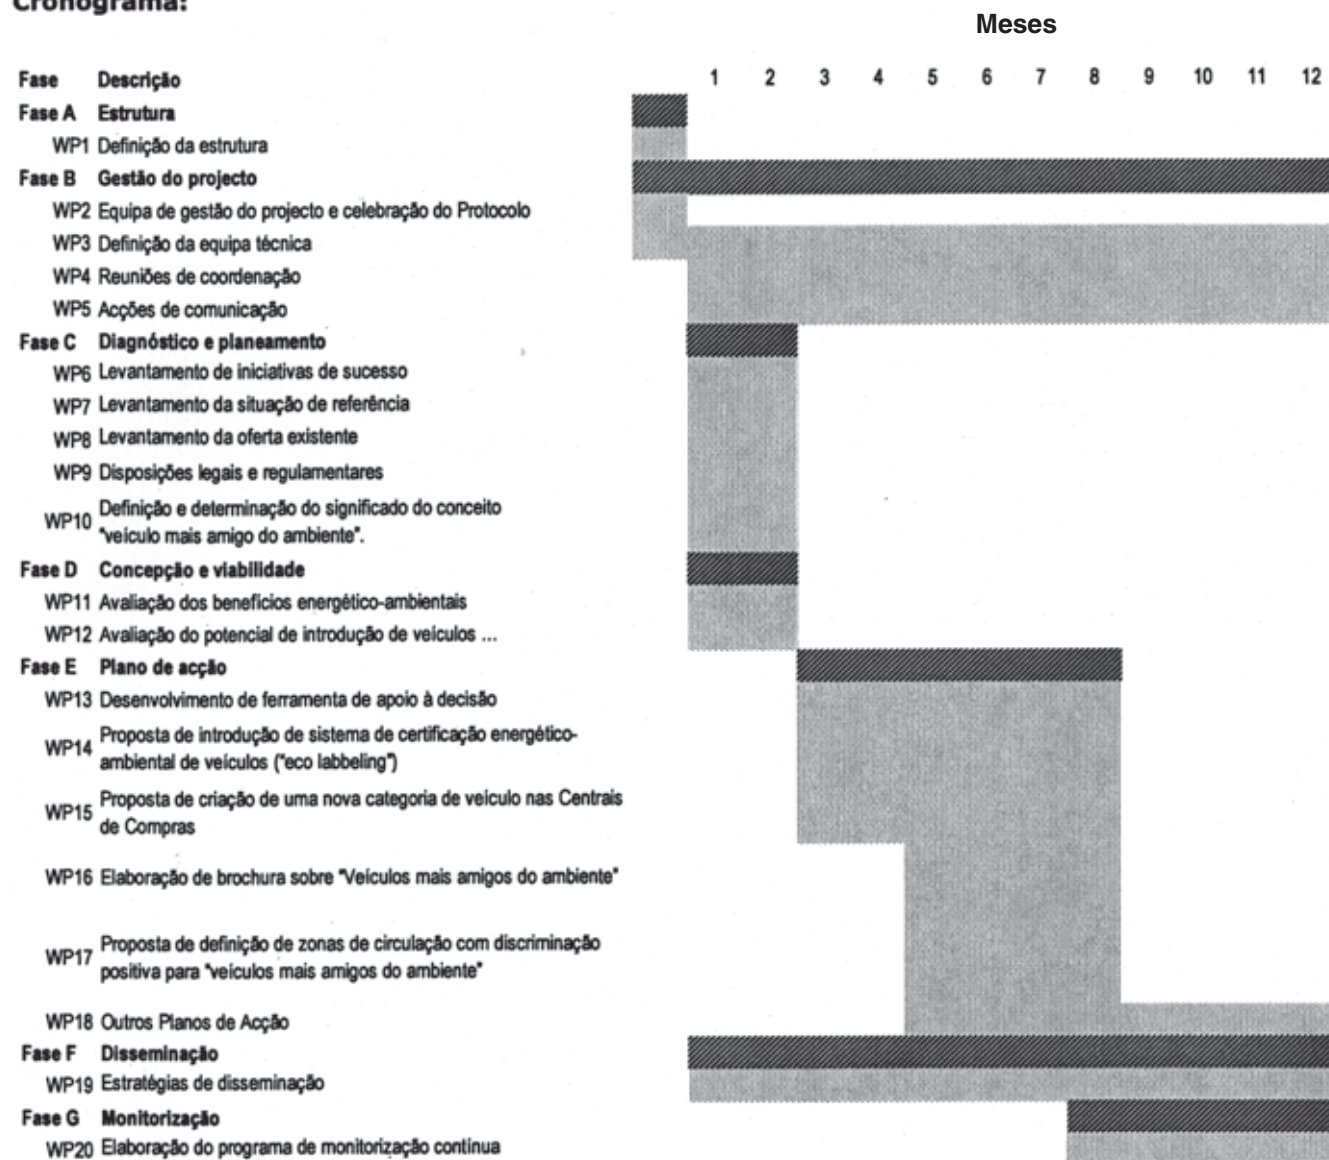 Cronograma:
Meses
Fase Descrição 1 2 3 4 5 6 7 8 9 10 11 12
Fase A Estrutura
WP1 Definição da estrutura
Fase B Gestão do projecto
WP2 Equipa de gestão do projecto e celebração do Protocolo
WP3 Definição da equipa técnica
WP4 Reuniões de coordenação
WP5 Acções de comunicação
Fase C Diagnóstico e planeamento
WP6 Levantamento de iniciativas de sucesso
WP7 Levantamento da situação de referência
WP8 Levantamento da oferta existente
WP9 Disposições legais e regulamentares
WP10 Definição e determinação do significado do conceito
"veículo mais amigo do ambiente".
Fase D Concepção e viabilidade
WP11 Avaliação dos benefícios energético-ambientais
WP12 Avaliação do potencial de introdução de veículos ...
Fase E Plano de acção
WP13 Desenvolvimento de ferramenta de apoio à decisão
WP14 Proposta de introdução de sistema de certificação energético-
ambiental de veículos ("eco labbeling")
WP15 Proposta de criação de uma nova categoria de veículo nas Centrais
de Compras
WP16 Elaboração de brochura sobre "Veículos mais amigos do ambiente"
WP17 Proposta de definição de zonas de circulação com discriminação
positiva para "veículos mais amigos do ambiente"
WP18 Outros Planos de Acção
Fase F Disseminação
WP19 Estratégias de disseminação
Fase G Monitorização
WP20 Elaboração do programa de monitorização contínua